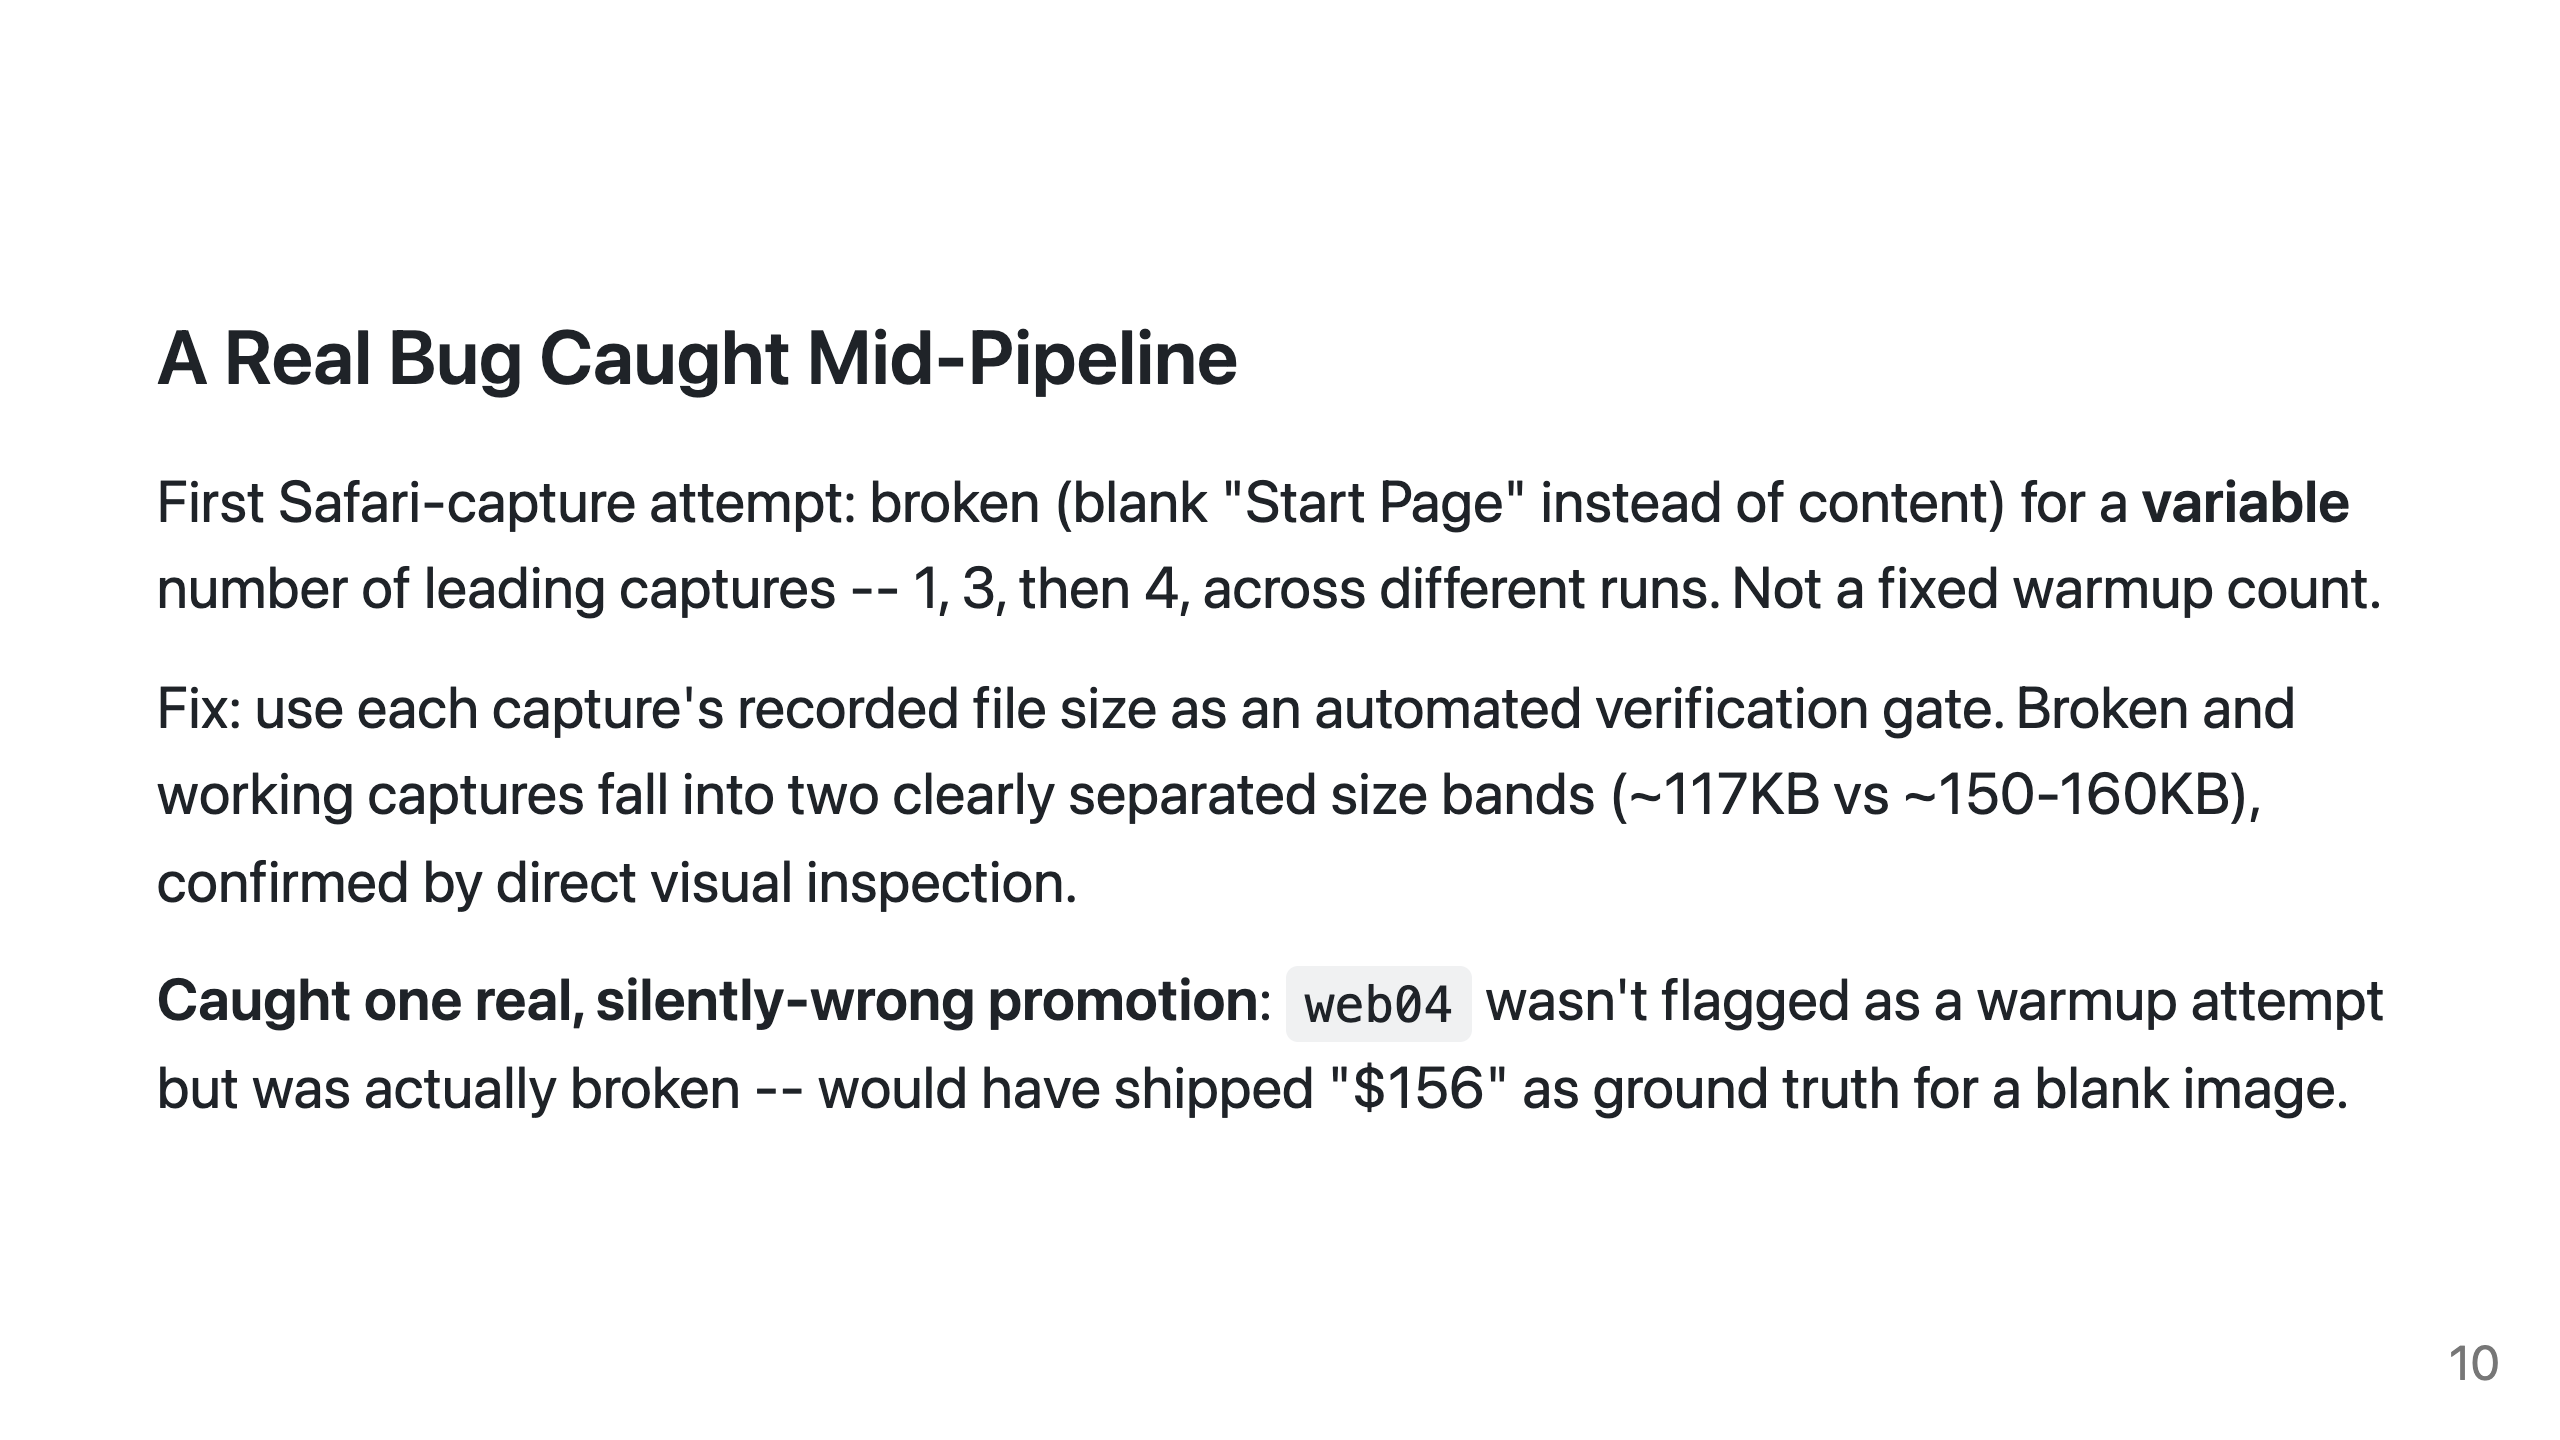 A Real Bug Caught Mid-Pipeline
First Safari-capture attempt: broken (blank "Start Page" instead of content) for a variable
number of leading captures -- 1, 3, then 4, across different runs. Not a fixed warmup count.
Fix: use each capture's recorded file size as an automated verification gate. Broken and
working captures fall into two clearly separated size bands (~117KB vs ~150-160KB),
confirmed by direct visual inspection.
Caught one real, silently-wrong promotion: web04 wasn't flagged as a warmup attempt
but was actually broken -- would have shipped "$156" as ground truth for a blank image.
10